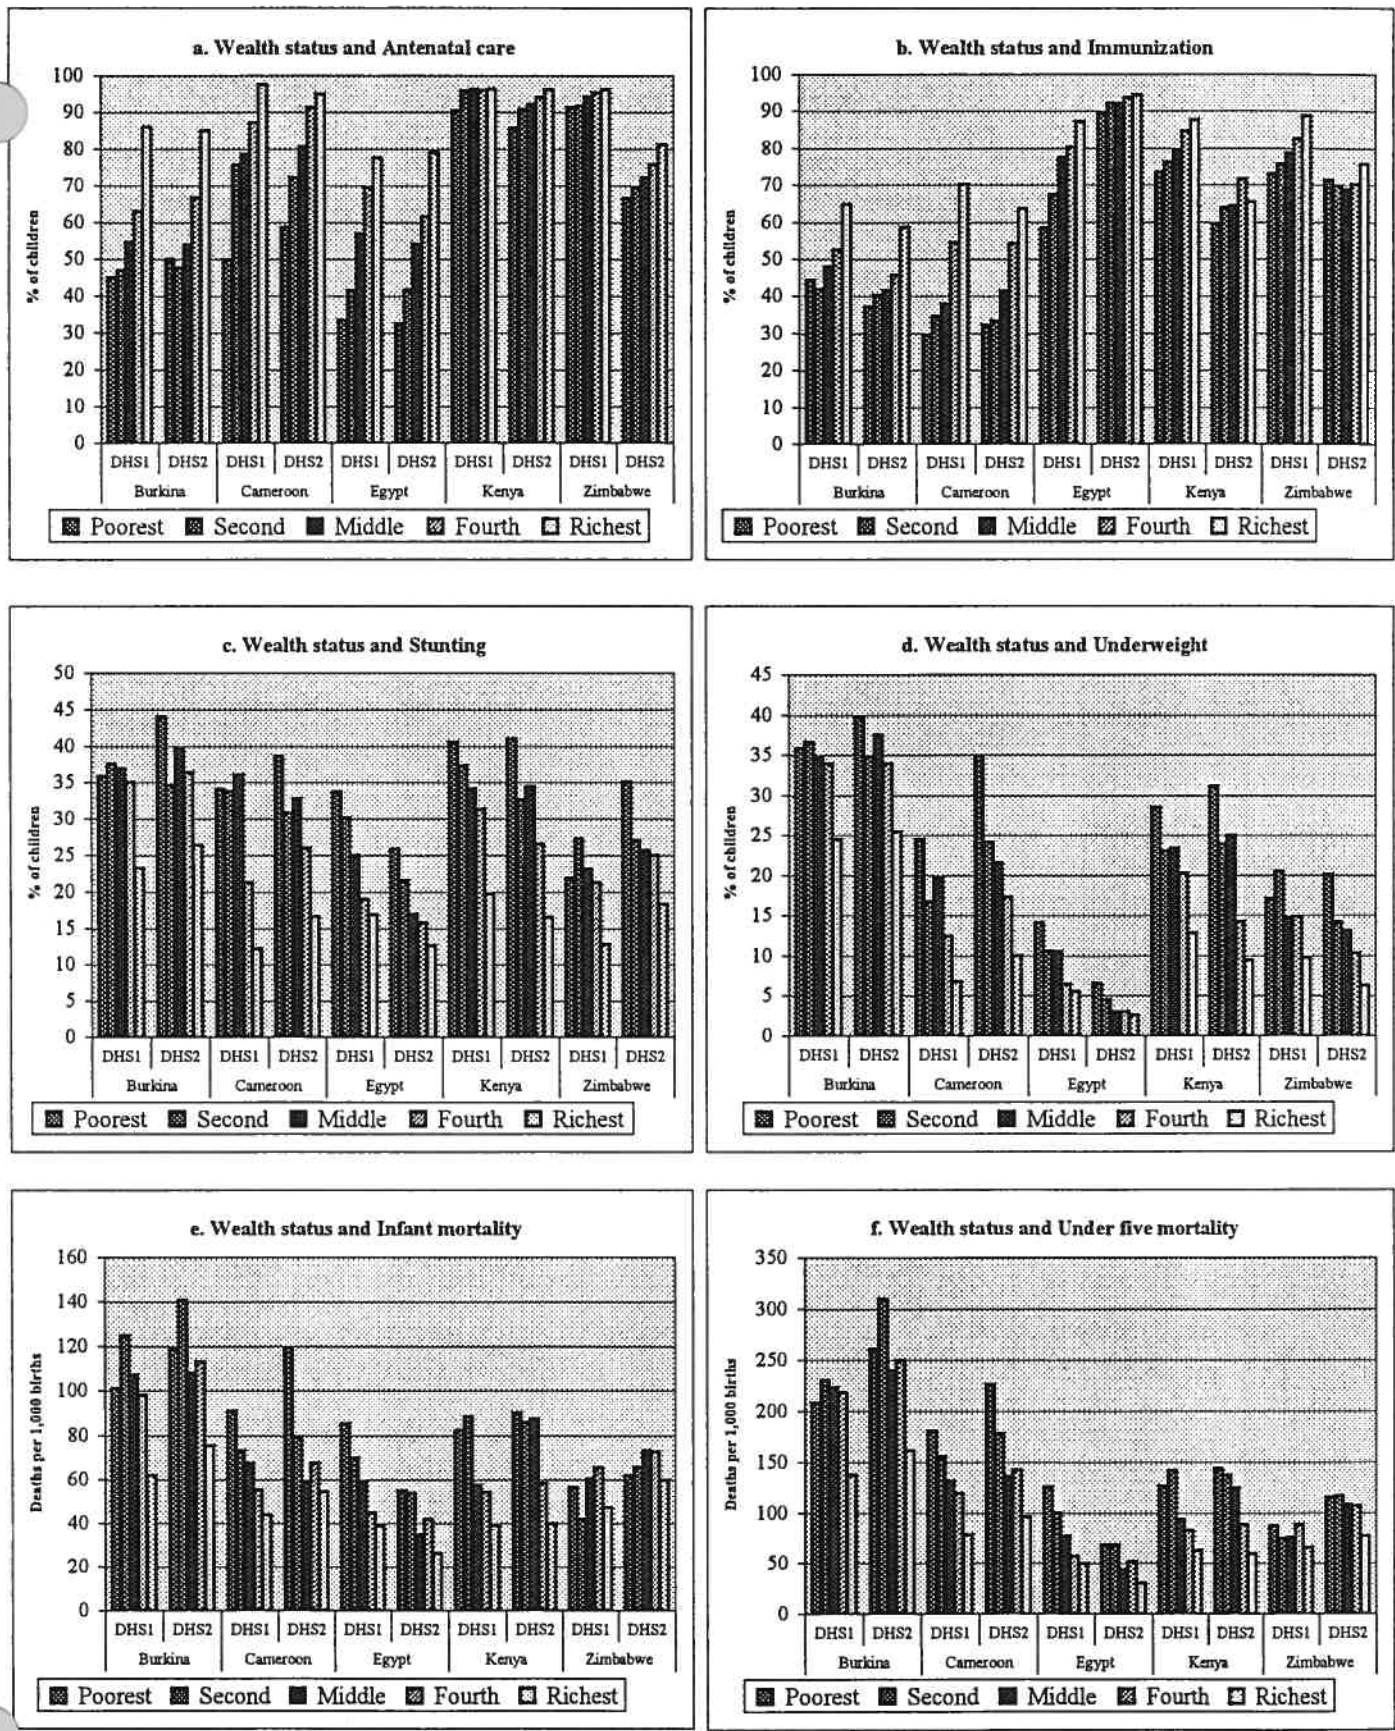 a. Wealth status and Antenatal care
100
90
80
70
60
50
40
30
20
10
0
% of children
DHS1 DHS2 DHS1 DHS2 DHS1 DHS2 DHS1 DHS2 DHS1 DHS2
Burkina Cameroon Egypt Kenya Zimbabwe
Poorest Second Middle Fourth Richest
b. Wealth status and Immunization
100
90
80
70
60
50
40
30
20
10
0
% of children
DHS1 DHS2 DHS1 DHS2 DHS1 DHS2 DHS1 DHS2 DHS1 DHS2
Burkina Cameroon Egypt Kenya Zimbabwe
Poorest Second Middle Fourth Richest
c. Wealth status and Stunting
50
45
40
35
30
25
20
15
10
5
0
% of children
DHS1 DHS2 DHS1 DHS2 DHS1 DHS2 DHS1 DHS2 DHS1 DHS2
Burkina Cameroon Egypt Kenya Zimbabwe
Poorest Second Middle Fourth Richest
d. Wealth status and Underweight
45
40
35
30
25
20
15
10
5
0
% of children
DHS1 DHS2 DHS1 DHS2 DHS1 DHS2 DHS1 DHS2 DHS1 DHS2
Burkina Cameroon Egypt Kenya Zimbabwe
Poorest Second Middle Fourth Richest
e. Wealth status and Infant mortality
160
140
120
100
80
60
40
20
0
Deaths per 1,000 births
DHS1 DHS2 DHS1 DHS2 DHS1 DHS2 DHS1 DHS2 DHS1 DHS2
Burkina Cameroon Egypt Kenya Zimbabwe
Poorest Second Middle Fourth Richest
f. Wealth status and Under five mortality
350
300
250
200
150
100
50
0
Deaths per 1,000 births
DHS1 DHS2 DHS1 DHS2 DHS1 DHS2 DHS1 DHS2 DHS1 DHS2
Burkina Cameroon Egypt Kenya Zimbabwe
Poorest Second Middle Fourth Richest